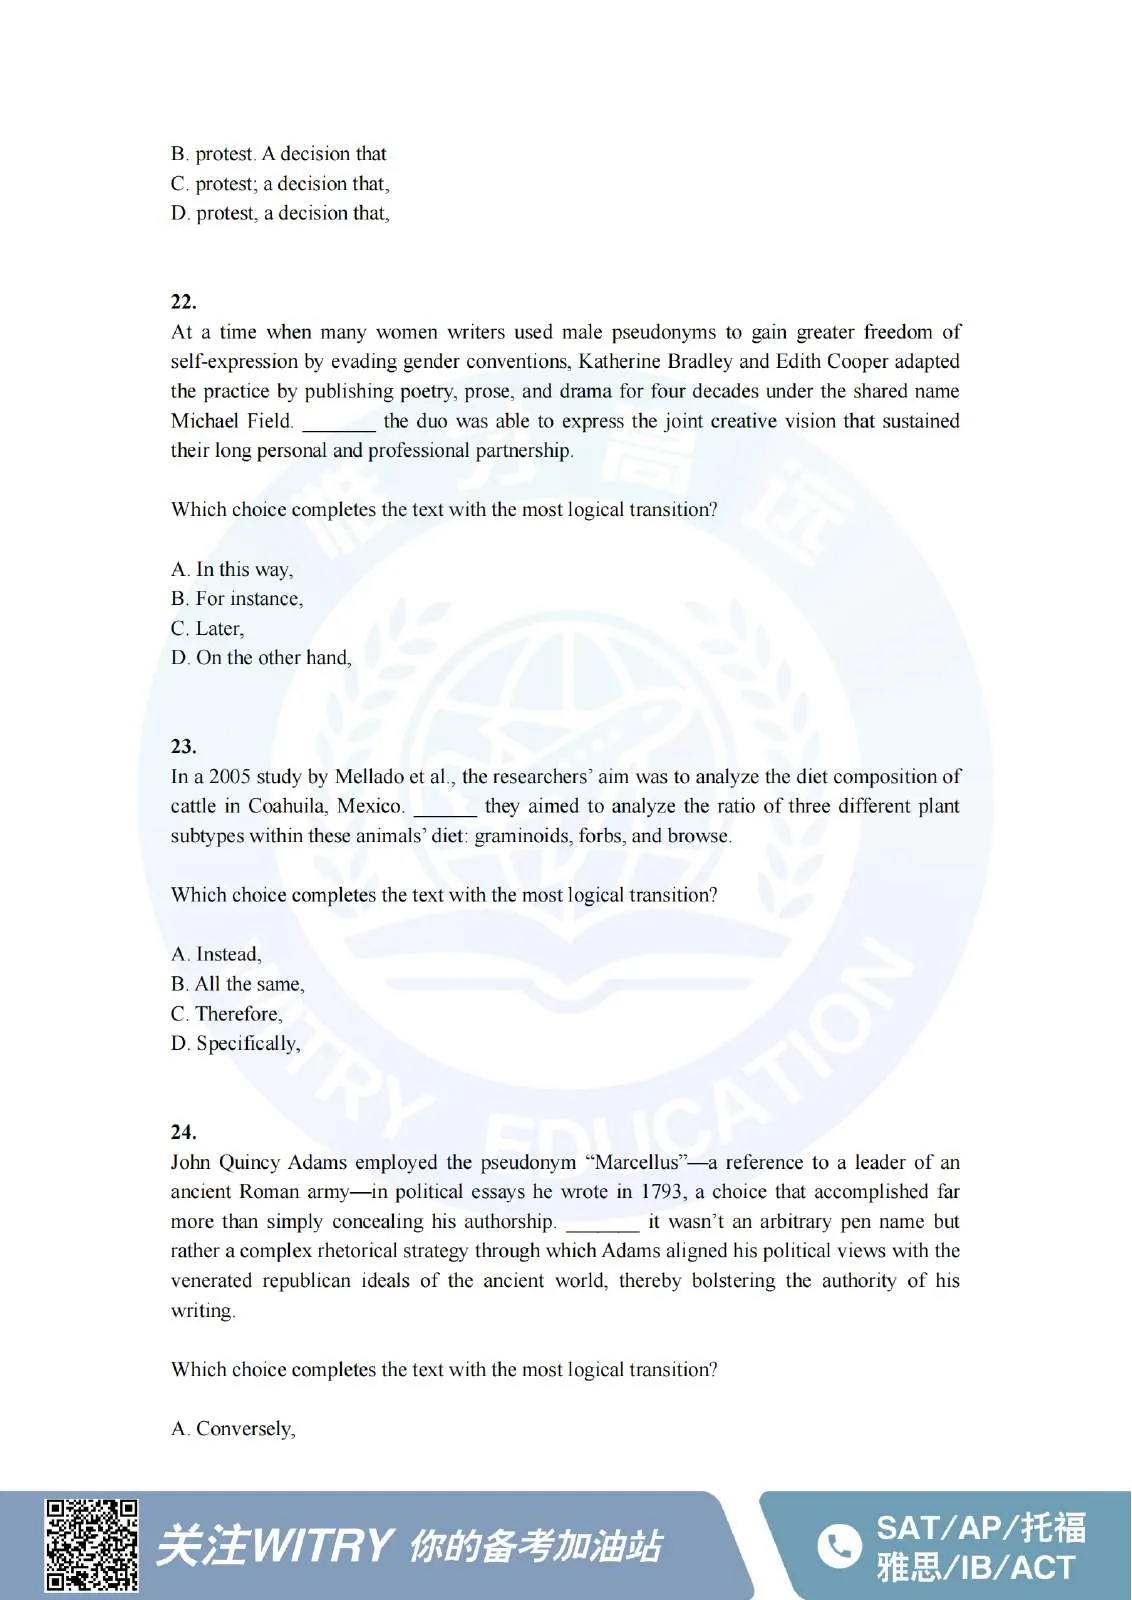 B. protest. A decision that
C. protest; a decision that,
D. protest, a decision that,
22.
At a time when many women writers used male pseudonyms to gain greater freedom of
self-expression by evading gender conventions, Katherine Bradley and Edith Cooper adapted
the practice by publishing poetry, prose, and drama for four decades under the shared name
Michael Field. _______ the duo was able to express the joint creative vision that sustained
their long personal and professional partnership.
Which choice completes the text with the most logical transition?
A. In this way,
B. For instance,
C. Later,
D. On the other hand,
23.
In a 2005 study by Mellado et al., the researchers’ aim was to analyze the diet composition of
cattle in Coahuila, Mexico. ______ they aimed to analyze the ratio of three different plant
subtypes within these animals’ diet: graminoids, forbs, and browse.
Which choice completes the text with the most logical transition?
A. Instead,
B. All the same,
C. Therefore,
D. Specifically,
24.
John Quincy Adams employed the pseudonym “Marcellus”—a reference to a leader of an
ancient Roman army—in political essays he wrote in 1793, a choice that accomplished far
more than simply concealing his authorship. _______ it wasn’t an arbitrary pen name but
rather a complex rhetorical strategy through which Adams aligned his political views with the
venerated republican ideals of the ancient world, thereby bolstering the authority of his
writing.
Which choice completes the text with the most logical transition?
A. Conversely,
惟方高远
WITRY EDUCATION
关注WITRY 你的备考加油站
SAT/AP/托福
雅思/IB/ACT